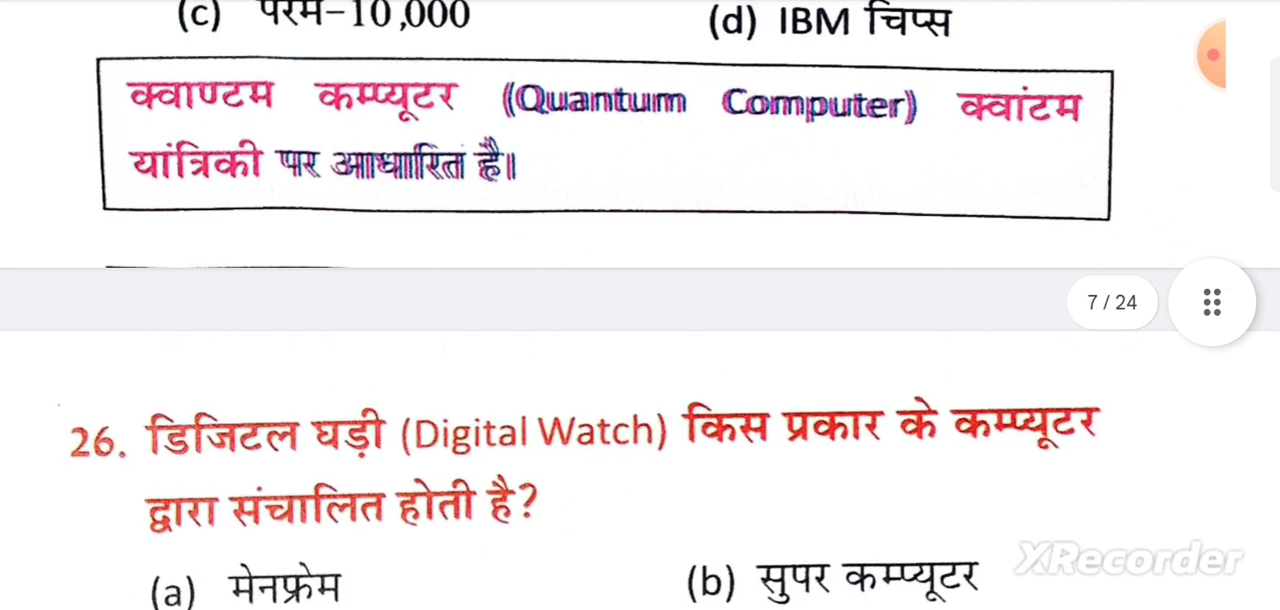 (c) परम–10,000 (d) IBM चिप्स
क्वाण्टम कम्प्यूटर (Quantum Computer) क्वांटम
यांत्रिकी पर आधारित है।
7 / 24
26. डिजिटल घड़ी (Digital Watch) किस प्रकार के कम्प्यूटर
द्वारा संचालित होती है?
(a) मेनफ्रेम (b) सुपर कम्प्यूटर
XRecorder